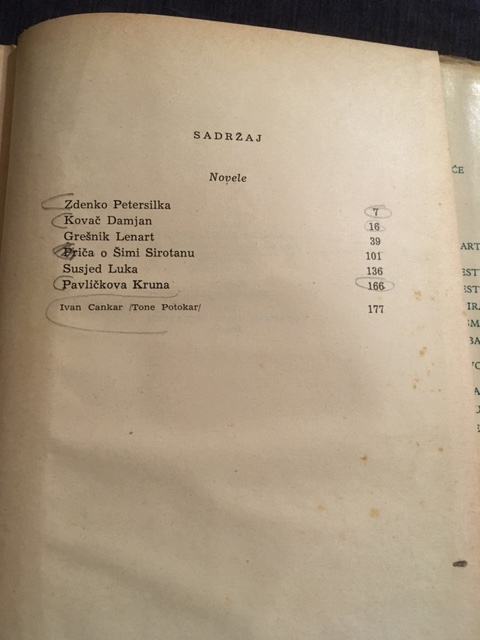 SADRŽAJ
Novele
Zdenko Petersilka 7
Kovač Damjan 16
Grešnik Lenart 39
Priča o Šimi Sirotanu 101
Susjed Luka 136
Pavličkova Kruna 166
Ivan Cankar /Tone Potokar/ 177